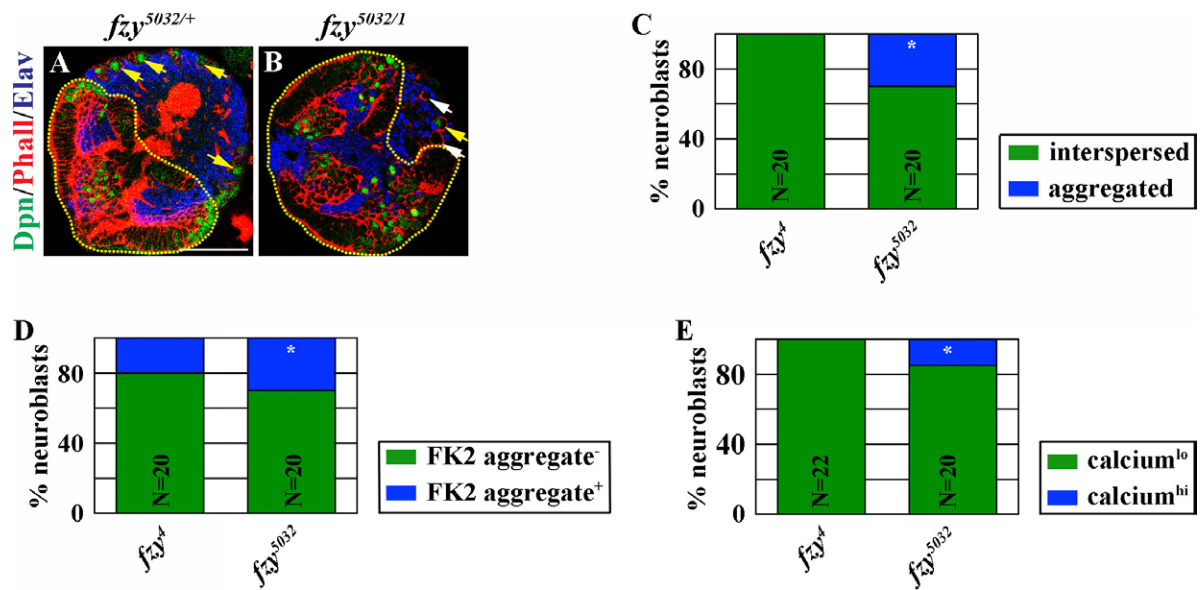 fzy5032/+ fzy5032/1
Dpn/Phall/Elav
A
B
C
% neuroblasts
80
40
0
N=20
N=20
fzy4
fzy5032
*
interspersed
aggregated
D
% neuroblasts
80
40
0
N=20
N=20
fzy4
fzy5032
*
FK2 aggregate-
FK2 aggregate+
E
% neuroblasts
80
40
0
N=22
N=20
fzy4
fzy5032
*
calciumlo
calciumhi